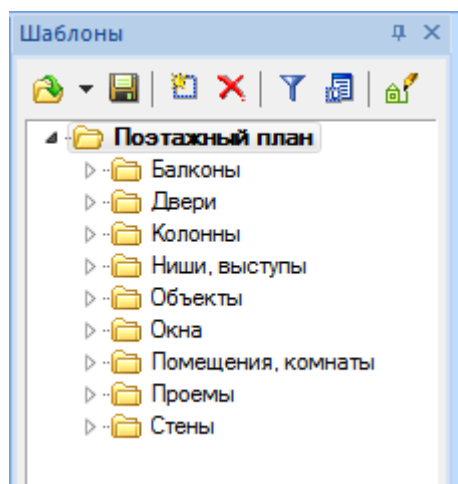 Шаблоны
Поэтажный план
Балконы
Двери
Колонны
Ниши, выступы
Объекты
Окна
Помещения, комнаты
Проемы
Стены